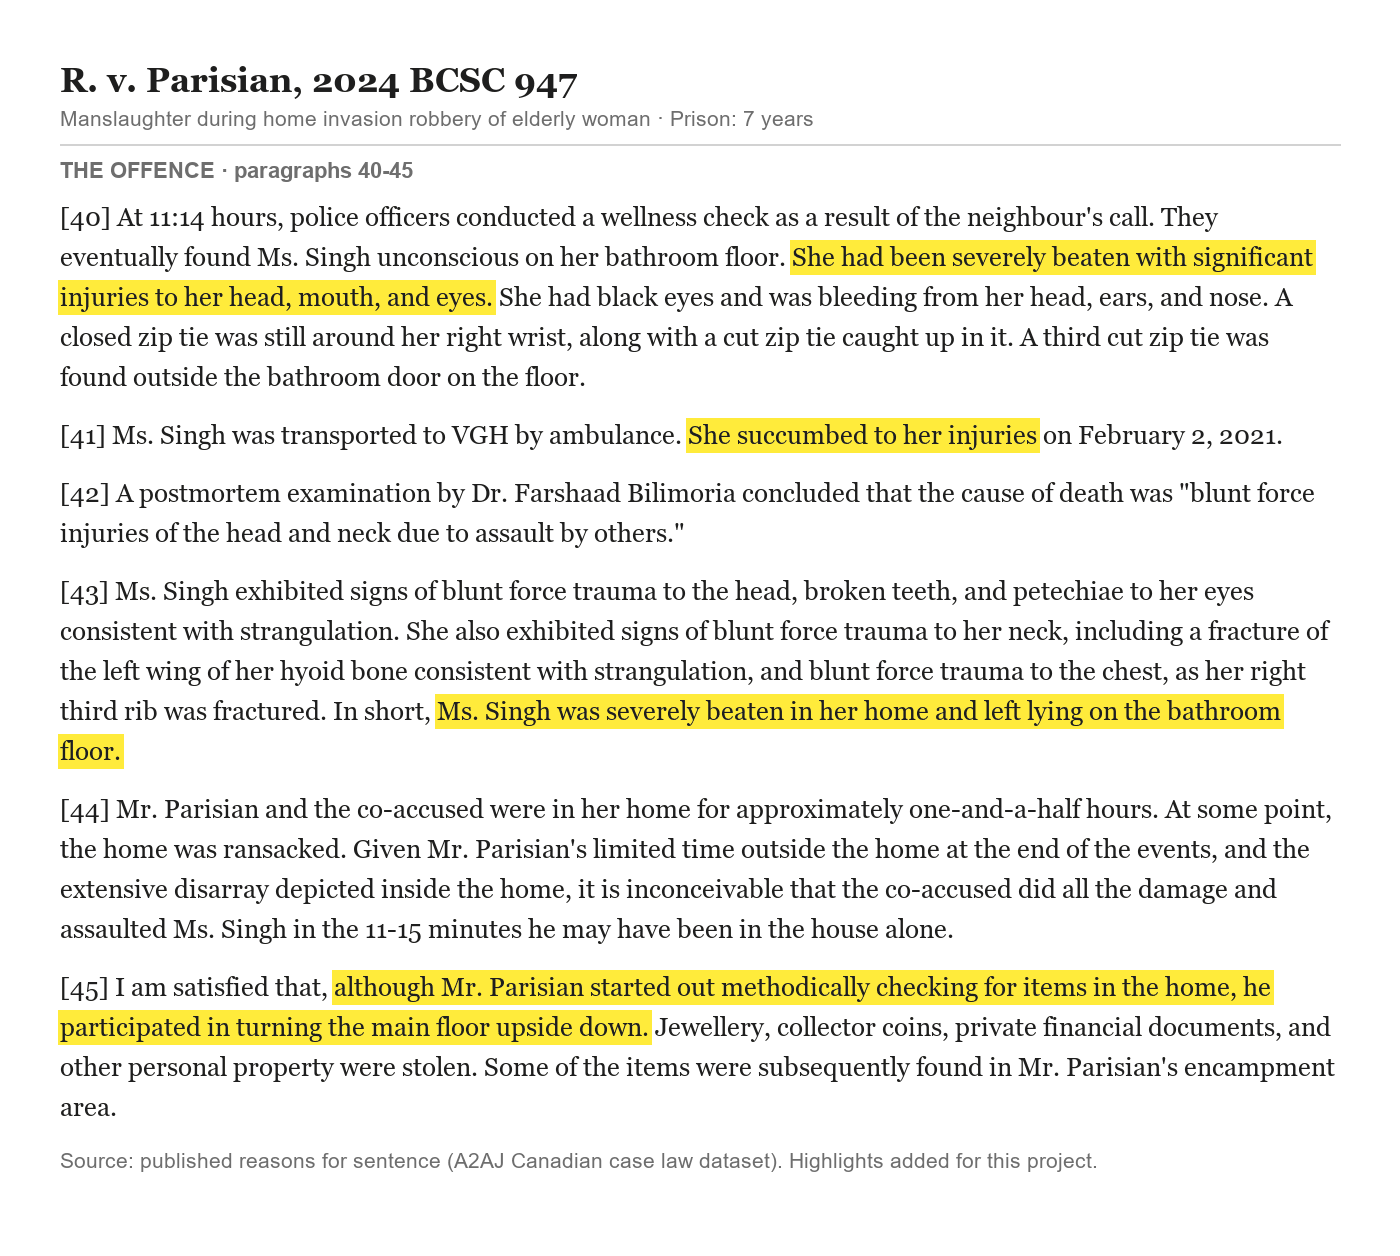 R. v. Parisian, 2024 BCSC 947
Manslaughter during home invasion robbery of elderly woman · Prison: 7 years
THE OFFENCE · paragraphs 40-45
[40] At 11:14 hours, police officers conducted a wellness check as a result of the neighbour's call. They
eventually found Ms. Singh unconscious on her bathroom floor. She had been severely beaten with significant
injuries to her head, mouth, and eyes. She had black eyes and was bleeding from her head, ears, and nose. A
closed zip tie was still around her right wrist, along with a cut zip tie caught up in it. A third cut zip tie was
found outside the bathroom door on the floor.
[41] Ms. Singh was transported to VGH by ambulance. She succumbed to her injuries on February 2, 2021.
[42] A postmortem examination by Dr. Farshaad Bilimoria concluded that the cause of death was "blunt force
injuries of the head and neck due to assault by others."
[43] Ms. Singh exhibited signs of blunt force trauma to the head, broken teeth, and petechiae to her eyes
consistent with strangulation. She also exhibited signs of blunt force trauma to her neck, including a fracture of
the left wing of her hyoid bone consistent with strangulation, and blunt force trauma to the chest, as her right
third rib was fractured. In short, Ms. Singh was severely beaten in her home and left lying on the bathroom
floor.
[44] Mr. Parisian and the co-accused were in her home for approximately one-and-a-half hours. At some point,
the home was ransacked. Given Mr. Parisian's limited time outside the home at the end of the events, and the
extensive disarray depicted inside the home, it is inconceivable that the co-accused did all the damage and
assaulted Ms. Singh in the 11-15 minutes he may have been in the house alone.
[45] I am satisfied that, although Mr. Parisian started out methodically checking for items in the home, he
participated in turning the main floor upside down. Jewellery, collector coins, private financial documents, and
other personal property were stolen. Some of the items were subsequently found in Mr. Parisian's encampment
area.
Source: published reasons for sentence (A2AJ Canadian case law dataset). Highlights added for this project.